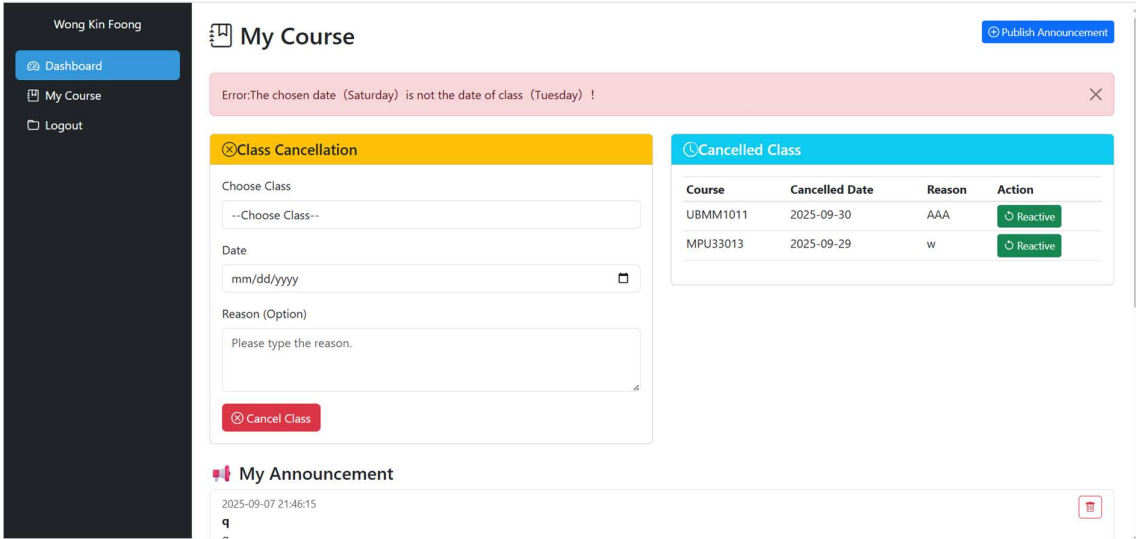 Wong Kin Foong
Dashboard
My Course
Logout
My Course
Publish Announcement
Error:The chosen date（Saturday）is not the date of class（Tuesday）!
Class Cancellation
Choose Class
--Choose Class--
Date
mm/dd/yyyy
Reason (Option)
Please type the reason.
Cancel Class
Cancelled Class
Course Cancelled Date Reason Action
UBMM1011 2025-09-30 AAA Reactive
MPU33013 2025-09-29 w Reactive
My Announcement
2025-09-07 21:46:15
q